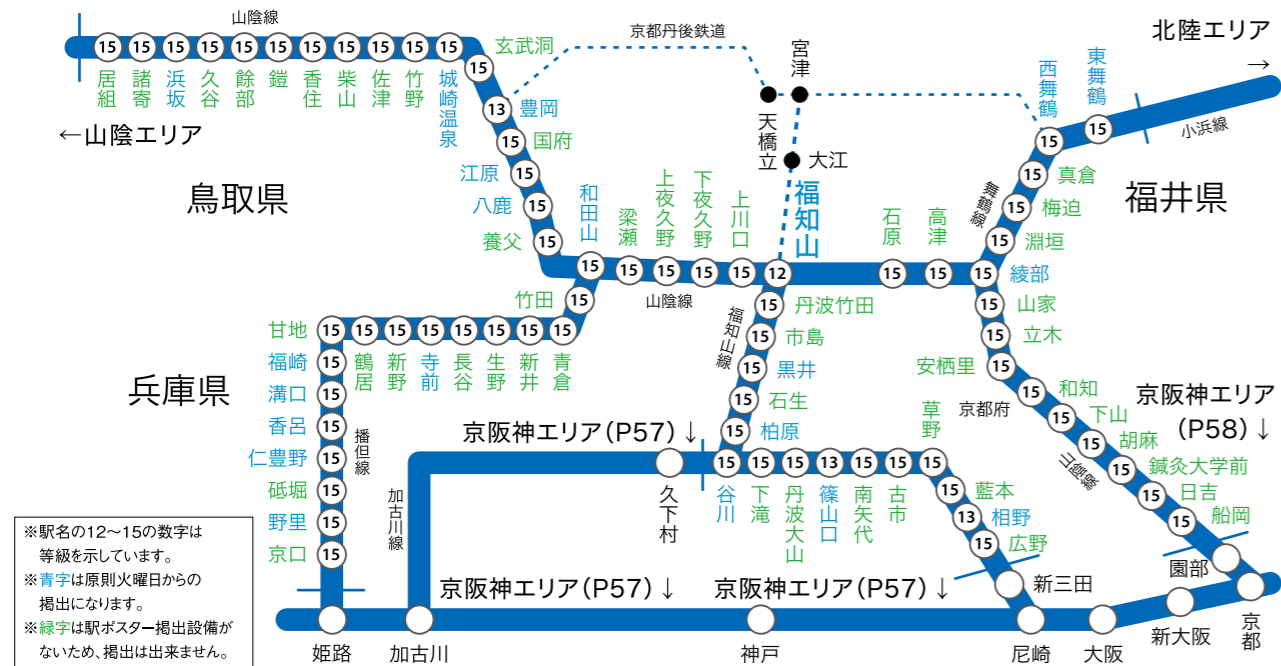 山陰線
京都丹後鉄道
宮津
北陸エリア
→
玄武洞
西舞鶴
東舞鶴
15
15
15
15
15
15
15
15
15
15
15
15
居組
諸寄
浜坂
久谷
餘部
鎧
香住
柴山
佐津
竹野
城崎温泉
13
豊岡
天橋立
15
15
小浜線
←山陰エリア
15
国府
大江
鳥取県
15
江原
15
真倉
福井県
15
八鹿
和田山
梁瀬
上夜久野
下夜久野
上川口
福知山
石原
高津
舞鶴線
15
梅迫
15
養父
15
淵垣
15
15
15
15
15
12
15
15
15
綾部
山陰線
竹田
15
15
丹波竹田
15
山家
甘地
15
15
15
15
15
15
15
15
福知山線
15
市島
15
立木
鶴居
新野
寺前
長谷
生野
新井
青倉
福崎
15
15
黒井
安栖里
15
兵庫県
溝口
15
15
石生
京都府
15
和知
京阪神エリア
(P58)↓
香呂
15
播但線
京阪神エリア(P57)↓
15
柏原
草野
15
下山
15
胡麻
仁豊野
15
15
15
15
13
15
15
15
山陰線
15
鍼灸大学前
久下村
谷川
下滝
丹波大山
篠山口
南矢代
古市
砥堀
15
加古川線
15
藍本
15
日吉
野里
15
13
相野
15
船岡
京口
15
15
広野
園部
京阪神エリア(P57)↓
京阪神エリア(P57)↓
新三田
姫路
加古川
神戸
尼崎
大阪
新大阪
京都
※駅名の12〜15の数字は
等級を示しています。
※青字は原則火曜日からの
掲出になります。
※緑字は駅ポスター掲出設備が
ないため、掲出は出来ません。